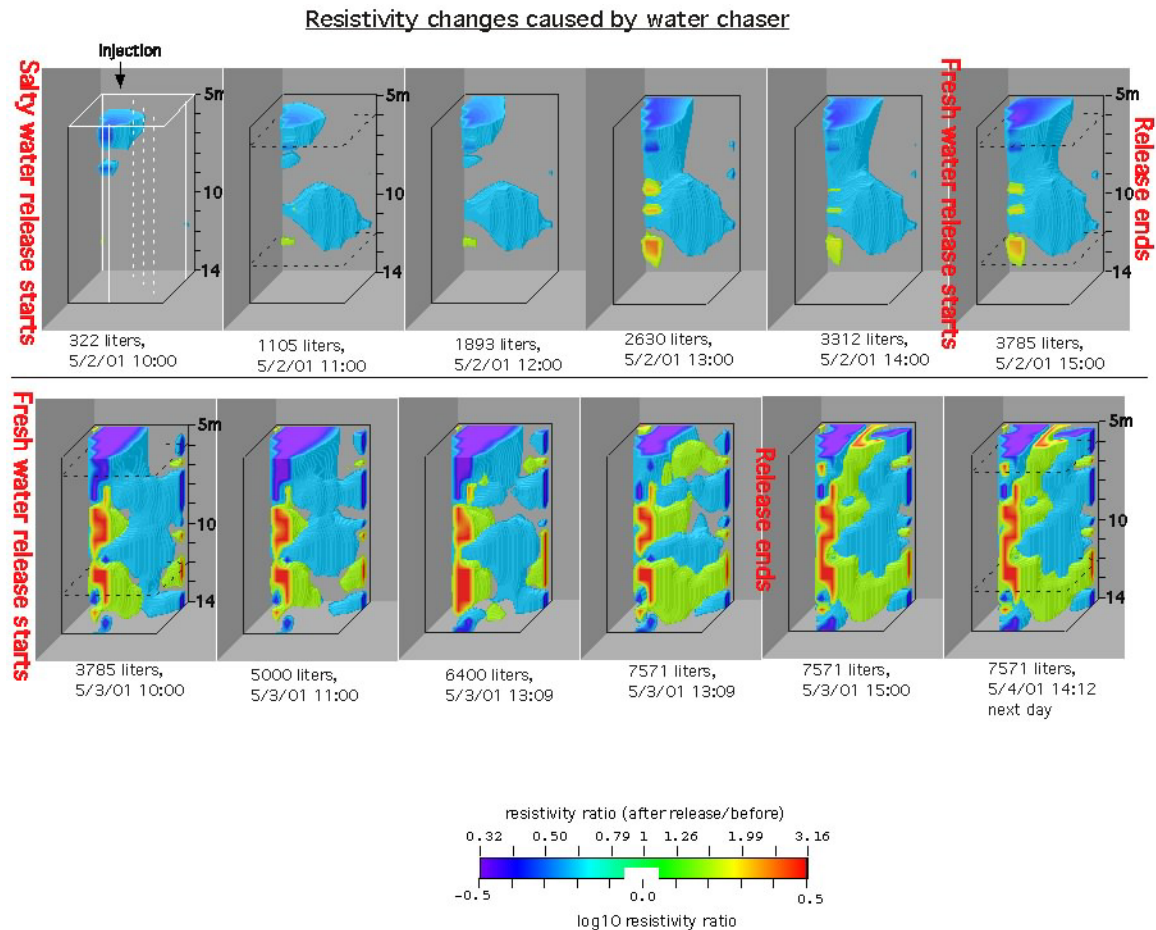 Resistivity changes caused by water chaser
Injection
Salty water release starts
5m
10
14
5m
10
14
5m
10
14
5m
10
14
5m
10
14
Fresh water release starts
5m
10
14
Release ends
322 liters,
5/2/01 10:00
1105 liters,
5/2/01 11:00
1893 liters,
5/2/01 12:00
2630 liters,
5/2/01 13:00
3312 liters,
5/2/01 14:00
3785 liters,
5/2/01 15:00
Fresh water release starts
5m
10
14
Release ends
5m
10
14
3785 liters,
5/3/01 10:00
5000 liters,
5/3/01 11:00
6400 liters,
5/3/01 13:09
7571 liters,
5/3/01 13:09
7571 liters,
5/3/01 15:00
7571 liters,
5/4/01 14:12
next day
resistivity ratio (after release/before)
0.32 0.50 0.79 1 1.26 1.99 3.16
-0.5 0.0 0.5
log10 resistivity ratio